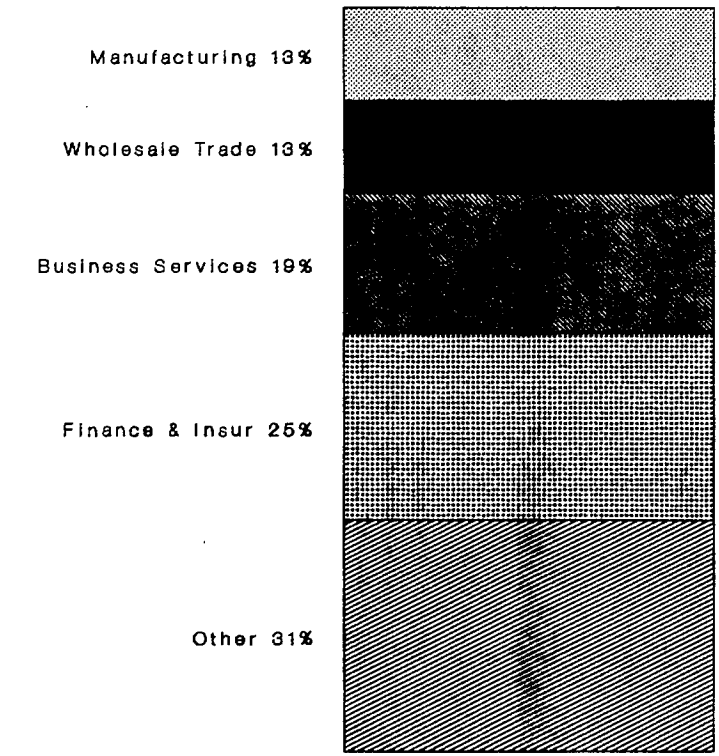 Manufacturing 13%
Wholesale Trade 13%
Business Services 19%
Finance & Insur 25%
Other 31%